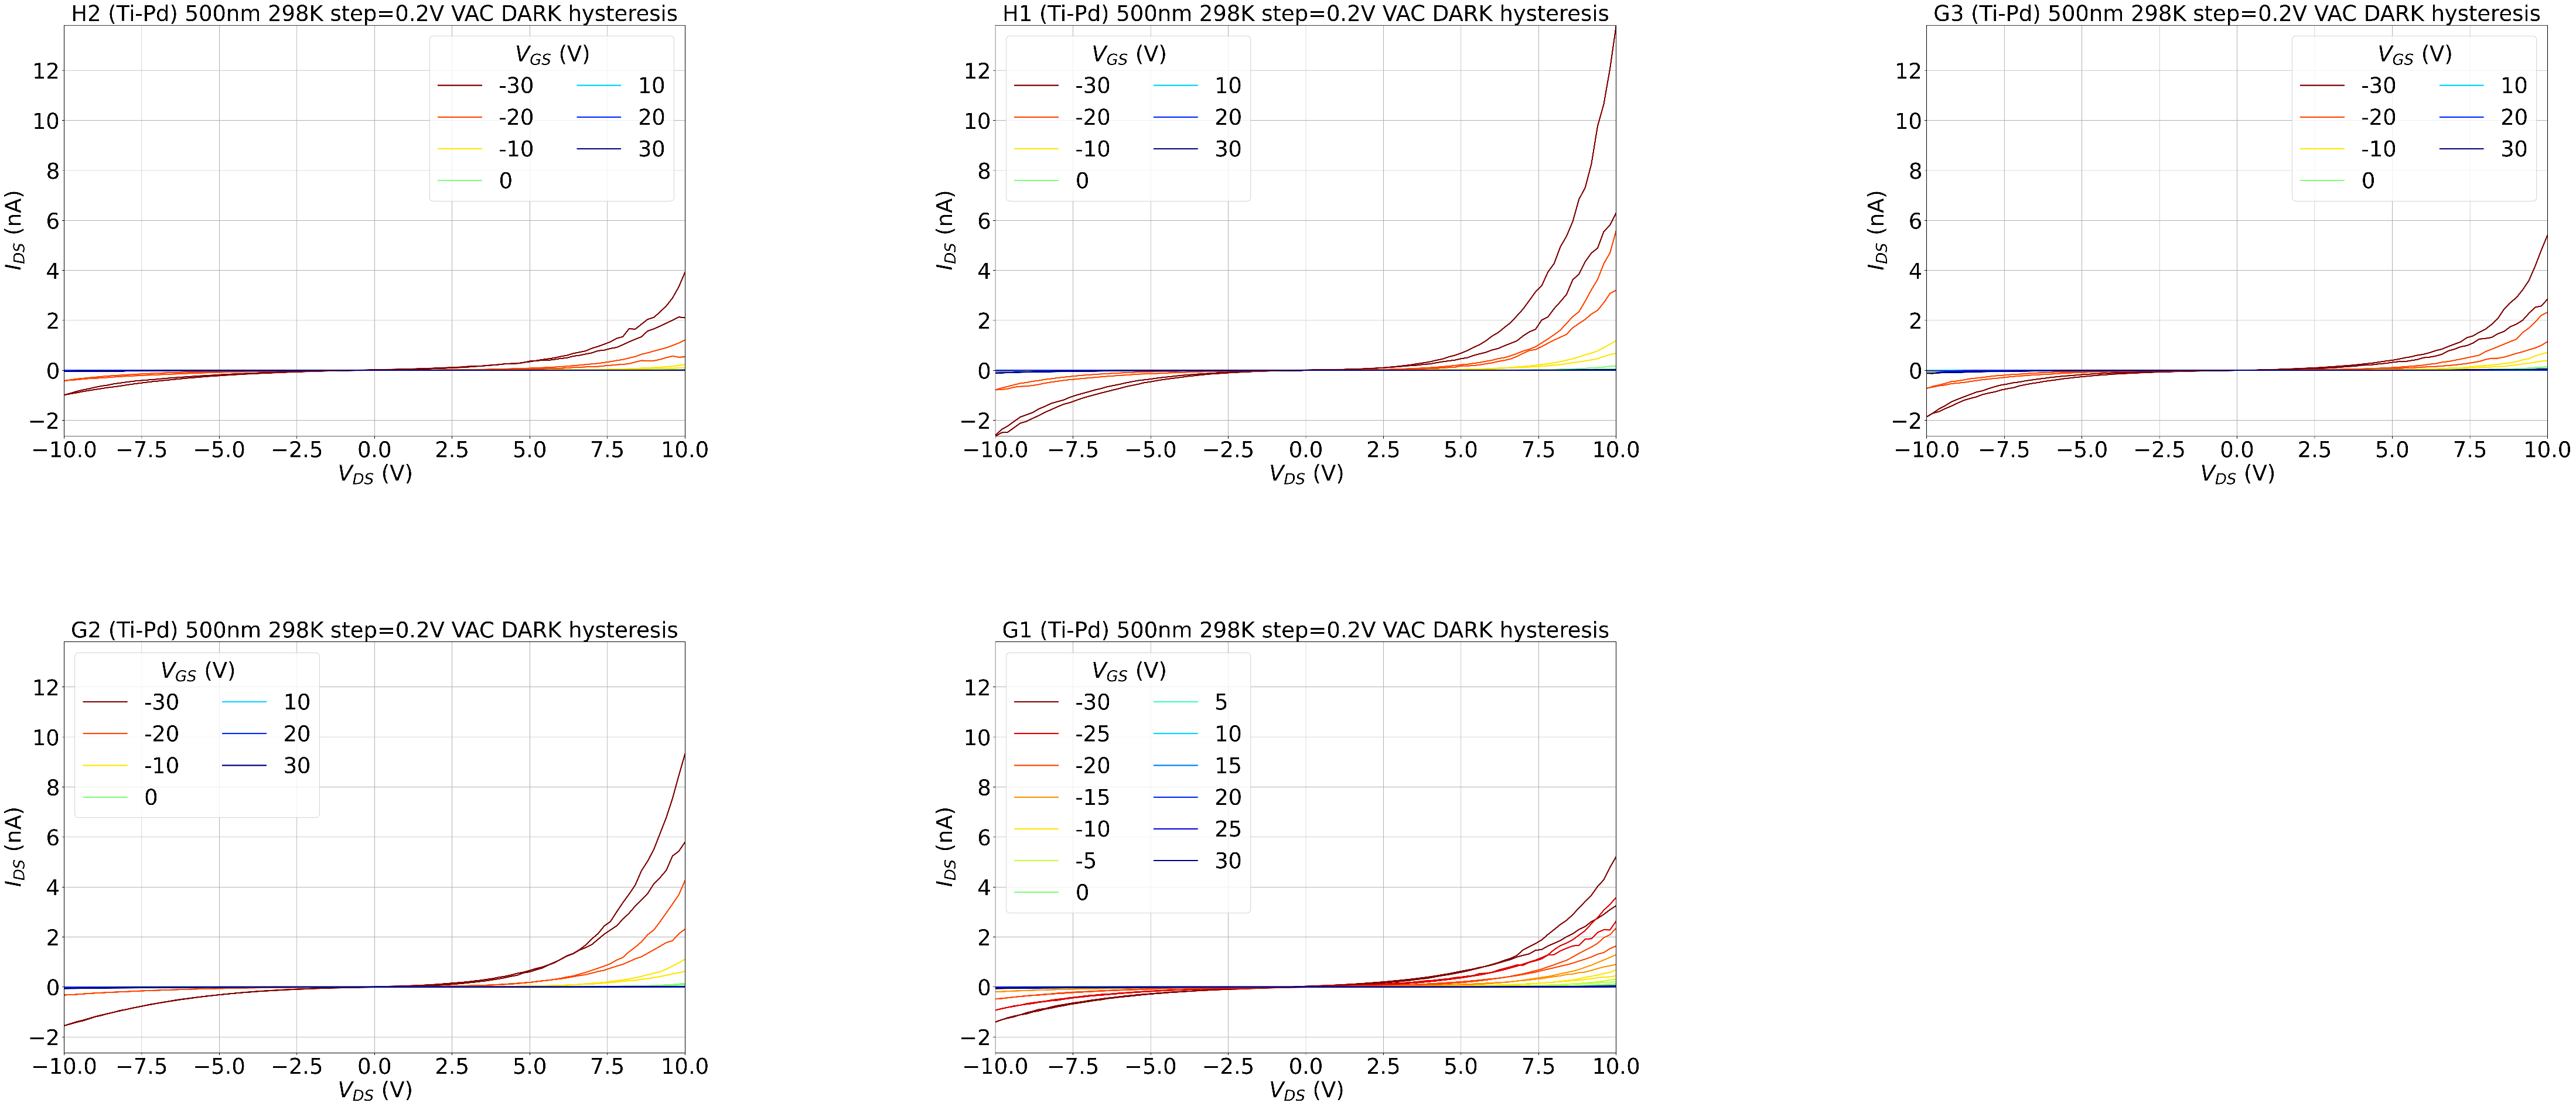 H2 (Ti-Pd) 500nm 298K step=0.2V VAC DARK hysteresis
V_GS (V)
-30 10
-20 20
-10 30
0
12
10
8
6
4
2
0
−2
I_DS (nA)
−10.0 −7.5 −5.0 −2.5 0.0 2.5 5.0 7.5 10.0
V_DS (V)
H1 (Ti-Pd) 500nm 298K step=0.2V VAC DARK hysteresis
V_GS (V)
-30 10
-20 20
-10 30
0
12
10
8
6
4
2
0
−2
I_DS (nA)
−10.0 −7.5 −5.0 −2.5 0.0 2.5 5.0 7.5 10.0
V_DS (V)
G3 (Ti-Pd) 500nm 298K step=0.2V VAC DARK hysteresis
V_GS (V)
-30 10
-20 20
-10 30
0
12
10
8
6
4
2
0
−2
I_DS (nA)
−10.0 −7.5 −5.0 −2.5 0.0 2.5 5.0 7.5 10.0
V_DS (V)
G2 (Ti-Pd) 500nm 298K step=0.2V VAC DARK hysteresis
V_GS (V)
-30 10
-20 20
-10 30
0
12
10
8
6
4
2
0
−2
I_DS (nA)
−10.0 −7.5 −5.0 −2.5 0.0 2.5 5.0 7.5 10.0
V_DS (V)
G1 (Ti-Pd) 500nm 298K step=0.2V VAC DARK hysteresis
V_GS (V)
-30 5
-25 10
-20 15
-15 20
-10 25
-5 30
0
12
10
8
6
4
2
0
−2
I_DS (nA)
−10.0 −7.5 −5.0 −2.5 0.0 2.5 5.0 7.5 10.0
V_DS (V)